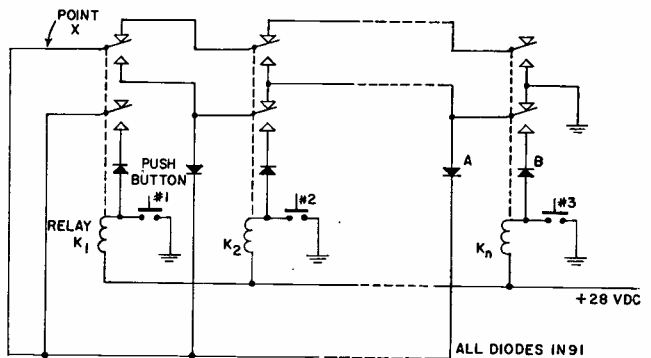 POINT
X
A
B
PUSH
BUTTON
#1
#2
#3
RELAY
K1
K2
Kn
+28 VDC
ALL DIODES IN91